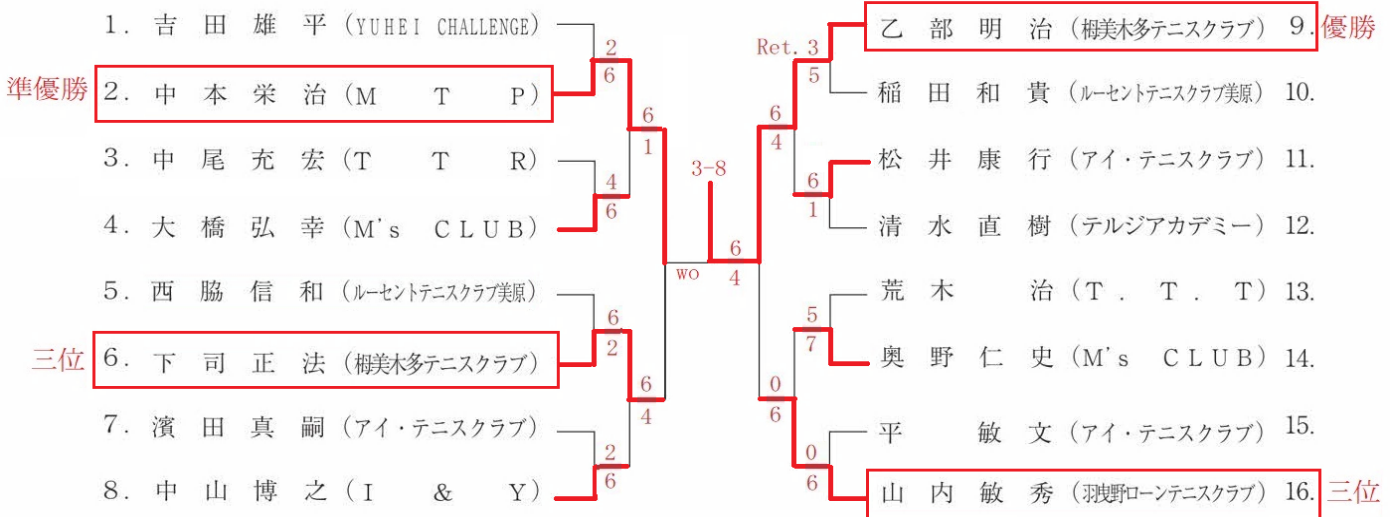 1. 吉田雄平 (YUHEI CHALLENGE)
2
6
準優勝 2. 中本栄治 (M T P)
6
1
3. 中尾充宏 (T T R)
4
6
4. 大橋弘幸 (M's CLUB)
5. 西脇信和 (ルーセントテニスクラブ美原)
6
2
三位 6. 下司正法 (栂美木多テニスクラブ)
6
4
7. 濱田真嗣 (アイ・テニスクラブ)
2
6
8. 中山博之 (I & Y)
3-8
WO
6
4
乙部明治 (栂美木多テニスクラブ) 9. 優勝
Ret. 3
5
稲田和貴 (ルーセントテニスクラブ美原) 10.
6
4
松井康行 (アイ・テニスクラブ) 11.
6
1
清水直樹 (テルジアカデミー) 12.
荒木治 (T . T . T) 13.
5
7
奥野仁史 (M's CLUB) 14.
0
6
平敏文 (アイ・テニスクラブ) 15.
0
6
山内敏秀 (羽曳野ローンテニスクラブ) 16. 三位